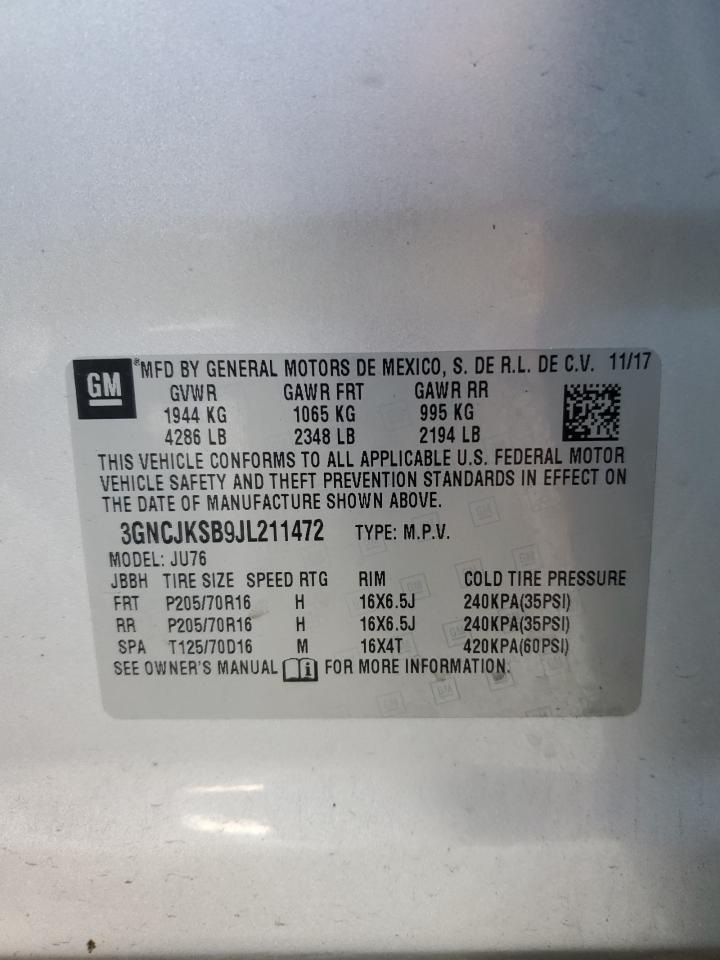 GM *MFD BY GENERAL MOTORS DE MEXICO, S. DE R.L. DE C.V. 11/17
GVWR GAWR FRT GAWR RR
1944 KG 1065 KG 995 KG
4286 LB 2348 LB 2194 LB
THIS VEHICLE CONFORMS TO ALL APPLICABLE U.S. FEDERAL MOTOR
VEHICLE SAFETY AND THEFT PREVENTION STANDARDS IN EFFECT ON
THE DATE OF MANUFACTURE SHOWN ABOVE.
3GNCJKSB9JL211472 TYPE: M.P.V.
MODEL: JU76
JBBH TIRE SIZE SPEED RTG RIM COLD TIRE PRESSURE
FRT P205/70R16 H 16X6.5J 240KPA(35PSI)
RR P205/70R16 H 16X6.5J 240KPA(35PSI)
SPA T125/70D16 M 16X4T 420KPA(60PSI)
SEE OWNER'S MANUAL i FOR MORE INFORMATION.